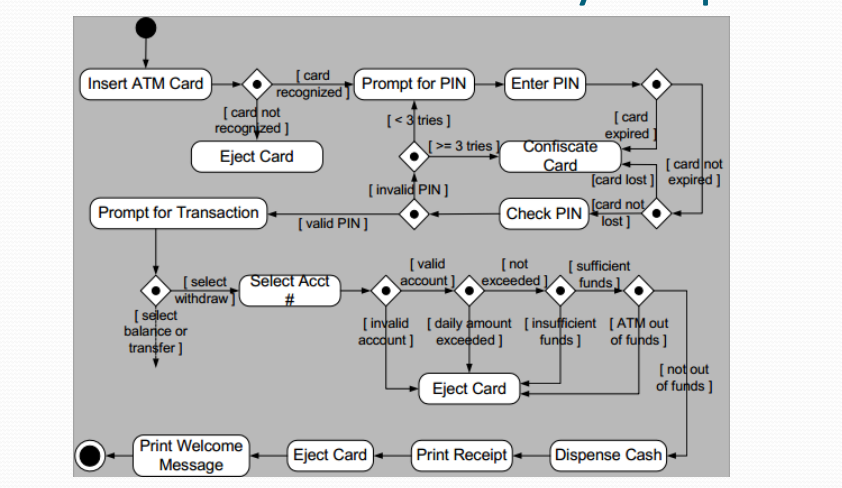 Insert ATM Card
[ card
recognized ]
Prompt for PIN
Enter PIN
[ card not
recognized ]
[ < 3 tries ]
[ card
expired ]
Eject Card
[ >= 3 tries ]
Confiscate
Card
[ card not
expired ]
[card lost ]
[ invalid PIN ]
Prompt for Transaction
[ valid PIN ]
Check PIN
[card not
lost ]
[ select
withdraw ]
Select Acct
#
[ valid
account ]
[ not
exceeded ]
[ sufficient
funds ]
[ select
balance or
transfer ]
[ invalid
account ]
[ daily amount
exceeded ]
[ insufficient
funds ]
[ ATM out
of funds ]
[ not out
of funds ]
Eject Card
Print Welcome
Message
Eject Card
Print Receipt
Dispense Cash